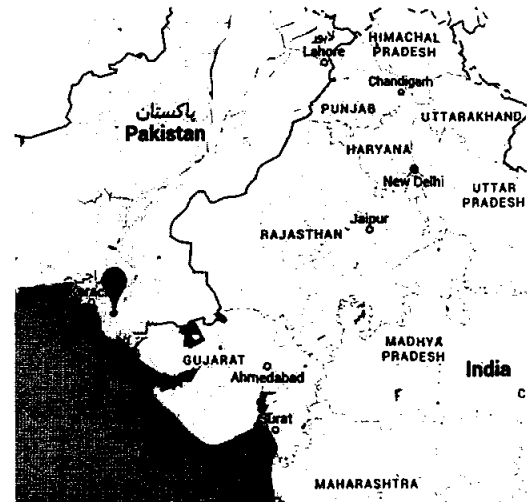 HIMACHAL
PRADESH
لاہور
Lahore
Chandigarh
PUNJAB
UTTARAKHAND
پاکستان
Pakistan
HARYANA
New Delhi
UTTAR
PRADESH
Jaipur
RAJASTHAN
MADHYA
PRADESH
GUJARAT
Ahmedabad
India
Surat
MAHARASHTRA